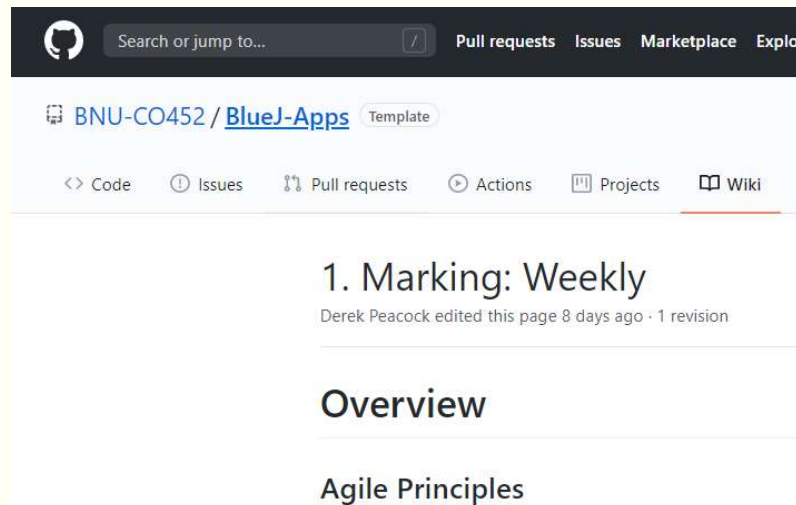 Search or jump to... / Pull requests Issues Marketplace Explo
BNU-CO452 / BlueJ-Apps Template
<> Code Issues Pull requests Actions Projects Wiki
1. Marking: Weekly
Derek Peacock edited this page 8 days ago · 1 revision
Overview
Agile Principles